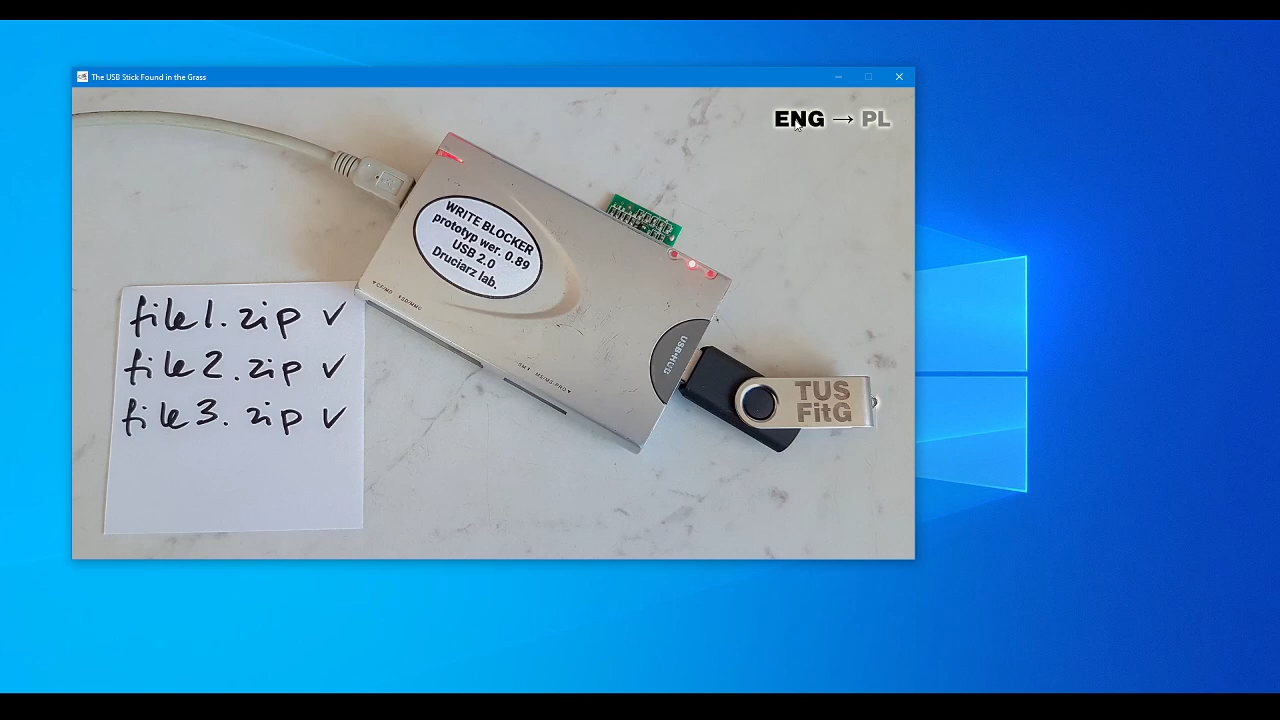 The USB Stick Found in the Grass
ENG → PL
WRITE BLOCKER
prototyp wer. 0.89
USB 2.0
Druciarz lab.
file1.zip ✓
file2.zip ✓
file3.zip ✓
USB•HUB
TUS
FitG